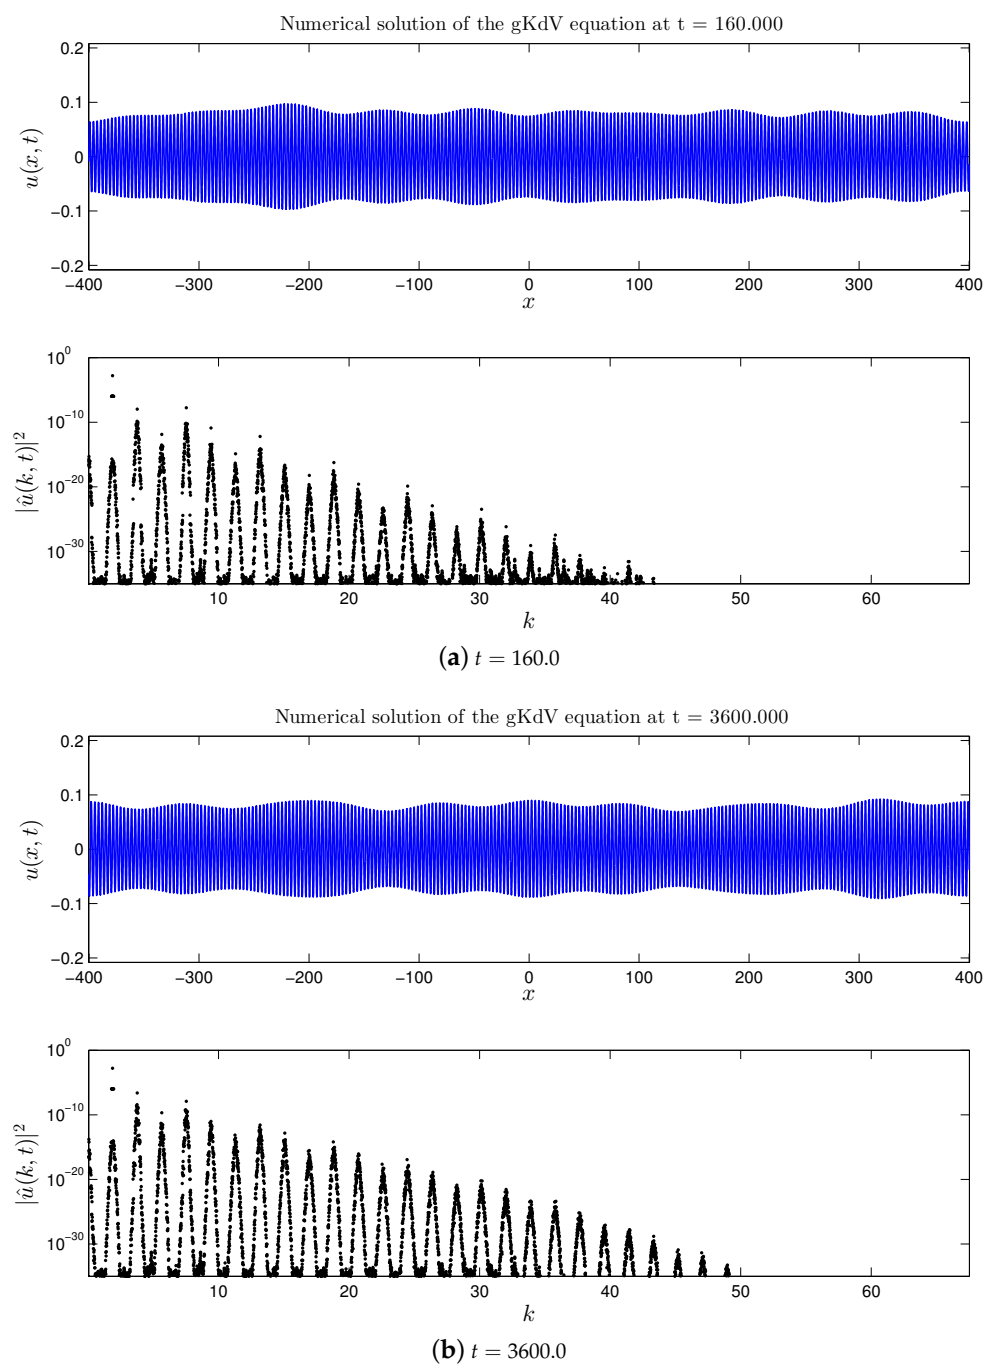 Numerical solution of the gKdV equation at t = 160.000
0.2
0.1
0
−0.1
−0.2
u(x, t)
−400 −300 −200 −100 0 100 200 300 400
x
10^0
10^−10
10^−20
10^−30
|û(k, t)|^2
10 20 30 40 50 60
k
(a) t = 160.0
Numerical solution of the gKdV equation at t = 3600.000
0.2
0.1
0
−0.1
−0.2
u(x, t)
−400 −300 −200 −100 0 100 200 300 400
x
10^0
10^−10
10^−20
10^−30
|û(k, t)|^2
10 20 30 40 50 60
k
(b) t = 3600.0